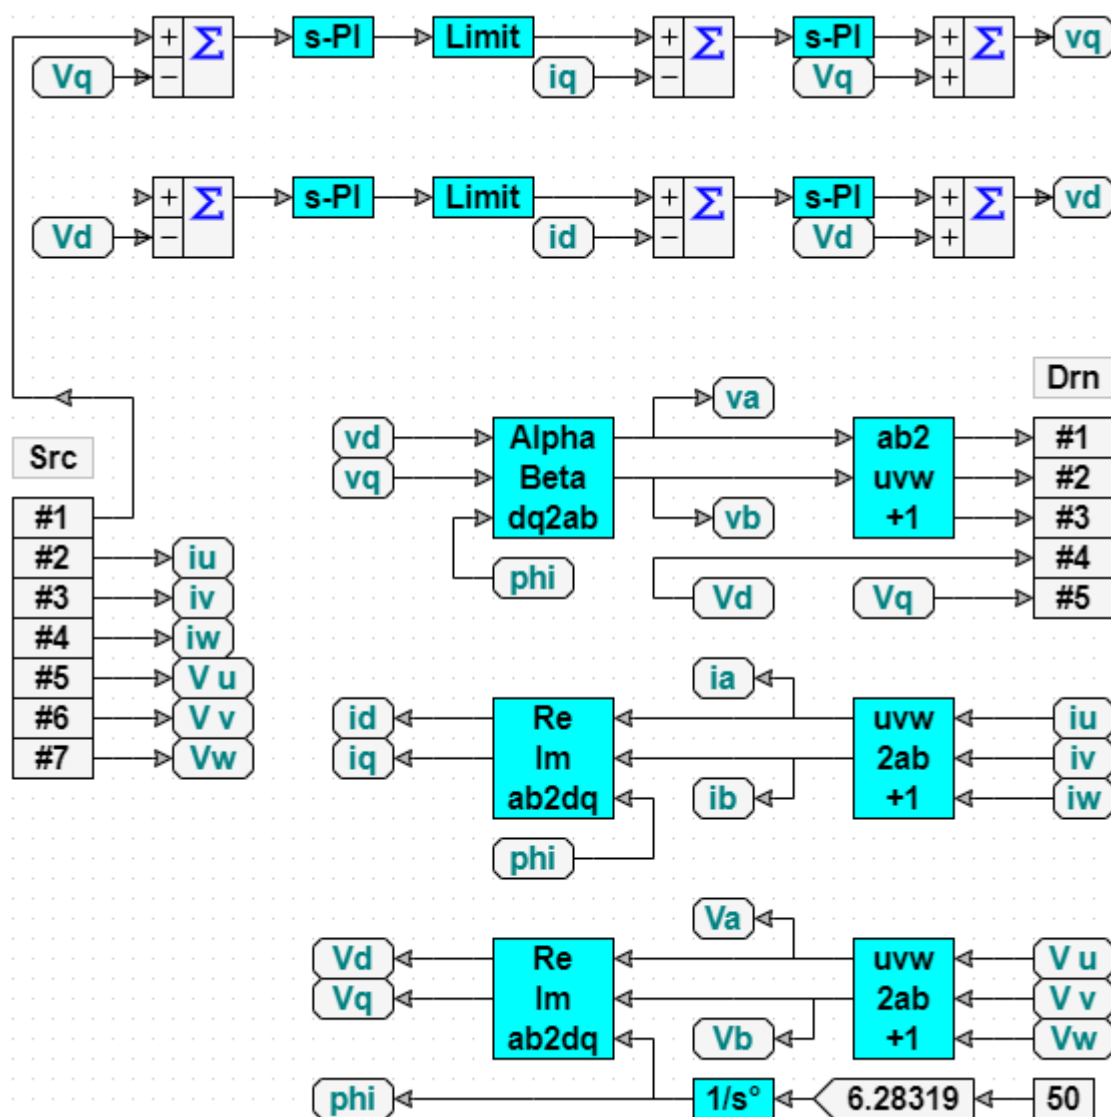 + Σ s-PI Limit + Σ s-PI + Σ vq
Vq − iq − Vq +
+ Σ s-PI Limit + Σ s-PI + Σ vd
Vd − id − Vd +
Drn
va
vd Alpha ab2 #1
Src
vq Beta uvw #2
#1 dq2ab vb +1 #3
#2 iu #4
phi
#3 iv Vd Vq #5
#4 iw
#5 V u ia
#6 V v id Re uvw iu
#7 Vw iq Im 2ab iv
ab2dq ib +1 iw
phi
Va
Vd Re uvw V u
Vq Im 2ab V v
ab2dq Vb +1 Vw
phi 1/s° 6.28319 50